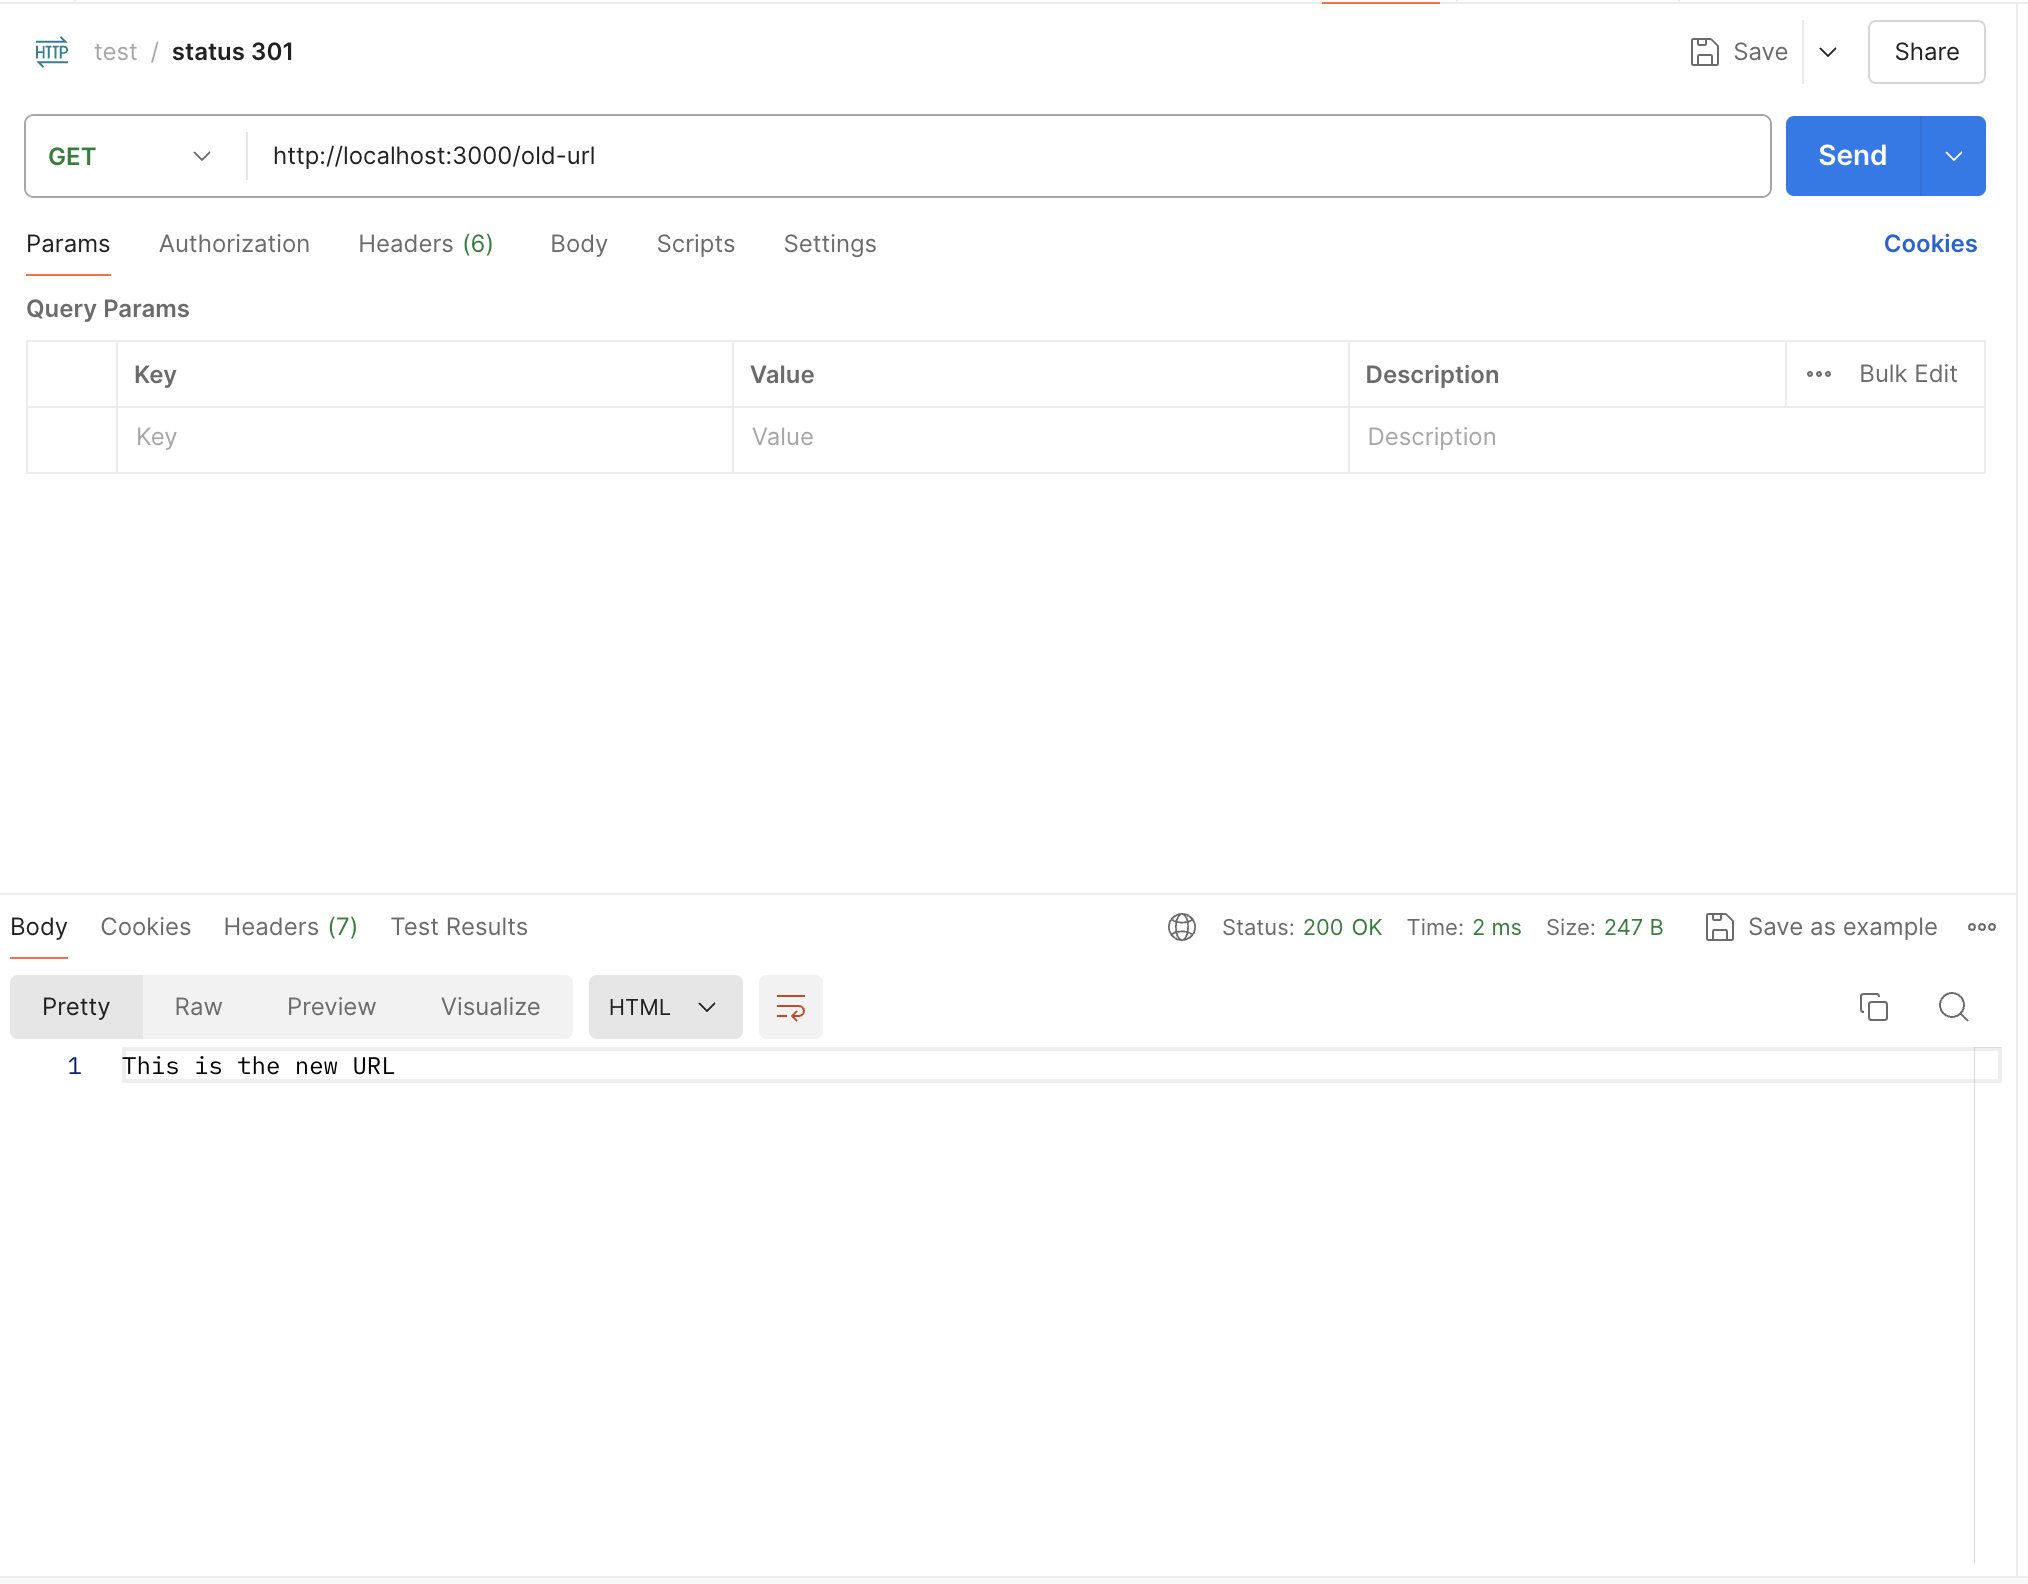 HTTP test / status 301 Save Share
GET http://localhost:3000/old-url Send
Params Authorization Headers (6) Body Scripts Settings Cookies
Query Params
Key Value Description Bulk Edit
Key Value Description
Body Cookies Headers (7) Test Results Status: 200 OK Time: 2 ms Size: 247 B Save as example
Pretty Raw Preview Visualize HTML
1 This is the new URL